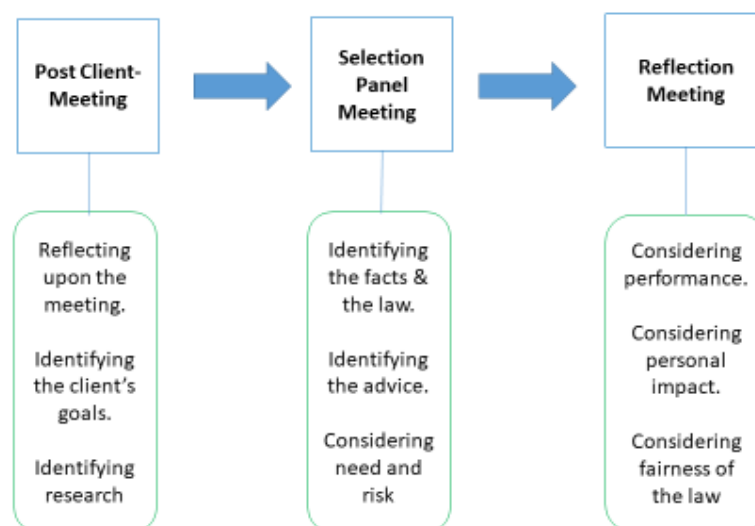 Post Client-
Meeting
Selection
Panel
Meeting
Reflection
Meeting
Reflecting
upon the
meeting.
Identifying
the client's
goals.
Identifying
research
Identifying
the facts &
the law.
Identifying
the advice.
Considering
need and
risk
Considering
performance.
Considering
personal
impact.
Considering
fairness of
the law